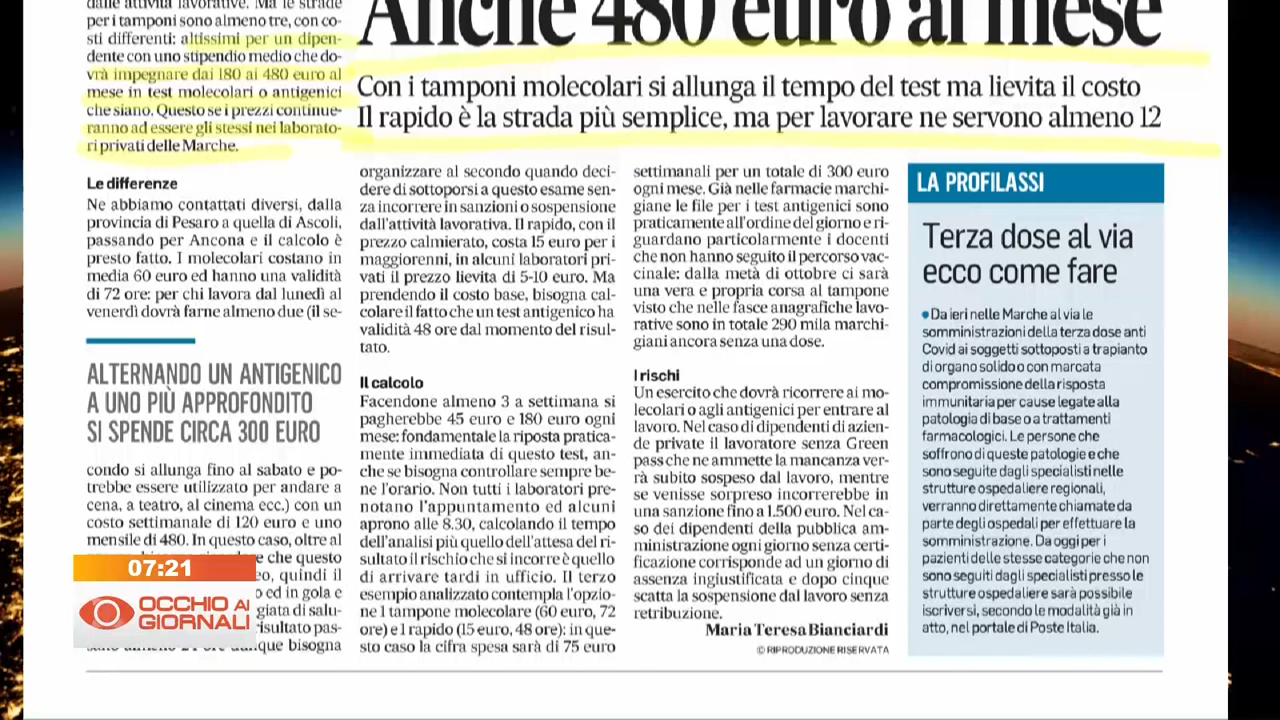 Anche 480 euro al mese
Con i tamponi molecolari si allunga il tempo del test ma lievita il costo
Il rapido è la strada più semplice, ma per lavorare ne servono almeno 12
dalle attività lavorative. Ma le strade
per i tamponi sono almeno tre, con co-
sti differenti: altissimi per un dipen-
dente con uno stipendio medio che do-
vrà impegnare dai 180 ai 480 euro al
mese in test molecolari o antigenici
che siano. Questo se i prezzi continue-
ranno ad essere gli stessi nei laborato-
ri privati delle Marche.
Le differenze
Ne abbiamo contattati diversi, dalla
provincia di Pesaro a quella di Ascoli,
passando per Ancona e il calcolo è
presto fatto. I molecolari costano in
media 60 euro ed hanno una validità
di 72 ore: per chi lavora dal lunedì al
venerdì dovrà farne almeno due (il se-
ALTERNANDO UN ANTIGENICO
A UNO PIÙ APPROFONDITO
SI SPENDE CIRCA 300 EURO
condo si allunga fino al sabato e po-
trebbe essere utilizzato per andare a
cena, a teatro, al cinema ecc.) con un
costo settimanale di 120 euro e uno
mensile di 480. In questo caso, oltre al
che questo
quindi il
ed in gola e
giata di salu-
risultato pas-
bisogna
organizzare al secondo quando deci-
dere di sottoporsi a questo esame sen-
za incorrere in sanzioni o sospensione
dall'attività lavorativa. Il rapido, con il
prezzo calmierato, costa 15 euro per i
maggiorenni, in alcuni laboratori pri-
vati il prezzo lievita di 5-10 euro. Ma
prendendo il costo base, bisogna cal-
colare il fatto che un test antigenico ha
validità 48 ore dal momento del risul-
tato.
Il calcolo
Facendone almeno 3 a settimana si
pagherebbe 45 euro e 180 euro ogni
mese: fondamentale la riposta pratica-
mente immediata di questo test, an-
che se bisogna controllare sempre be-
ne l'orario. Non tutti i laboratori pre-
notano l'appuntamento ed alcuni
aprono alle 8.30, calcolando il tempo
dell'analisi più quello dell'attesa del ri-
sultato il rischio che si incorre è quello
di arrivare tardi in ufficio. Il terzo
esempio analizzato contempla l'opzio-
ne 1 tampone molecolare (60 euro, 72
ore) e 1 rapido (15 euro, 48 ore): in que-
sto caso la cifra spesa sarà di 75 euro
settimanali per un totale di 300 euro
ogni mese. Già nelle farmacie marchi-
giane le file per i test antigenici sono
praticamente all'ordine del giorno e ri-
guardano particolarmente i docenti
che non hanno seguito il percorso vac-
cinale: dalla metà di ottobre ci sarà
una vera e propria corsa al tampone
visto che nelle fasce anagrafiche lavo-
rative sono in totale 290 mila marchi-
giani ancora senza una dose.
I rischi
Un esercito che dovrà ricorrere ai mo-
lecolari o agli antigenici per entrare al
lavoro. Nel caso di dipendenti di azien-
de private il lavoratore senza Green
pass che ne ammette la mancanza ver-
rà subito sospeso dal lavoro, mentre
se venisse sorpreso incorrerebbe in
una sanzione fino a 1.500 euro. Nel ca-
so dei dipendenti della pubblica am-
ministrazione ogni giorno senza certi-
ficazione corrisponde ad un giorno di
assenza ingiustificata e dopo cinque
scatta la sospensione dal lavoro senza
retribuzione.
Maria Teresa Bianciardi
© RIPRODUZIONE RISERVATA
LA PROFILASSI
Terza dose al via
ecco come fare
●Da ieri nelle Marche al via le
somministrazioni della terza dose anti
Covid ai soggetti sottoposti a trapianto
di organo solido o con marcata
compromissione della risposta
immunitaria per cause legate alla
patologia di base o a trattamenti
farmacologici. Le persone che
soffrono di queste patologie e che
sono seguite dagli specialisti nelle
strutture ospedaliere regionali,
verranno direttamente chiamate da
parte degli ospedali per effettuare la
somministrazione. Da oggi per i
pazienti delle stesse categorie che non
sono seguiti dagli specialisti presso le
strutture ospedaliere sarà possibile
iscriversi, secondo le modalità già in
atto, nel portale di Poste Italia.
07:21
OCCHIO AI
GIORNALI